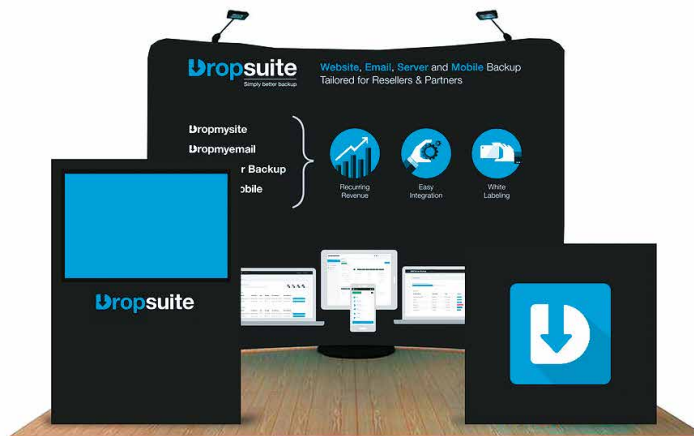 Dropsuite
Simply better backup
Website, Email, Server and Mobile Backup
Tailored for Resellers & Partners
Dropmysite
Dropmyemail
er Backup
obile
Recurring
Revenue
Easy
Integration
White
Labeling
Dropsuite
D